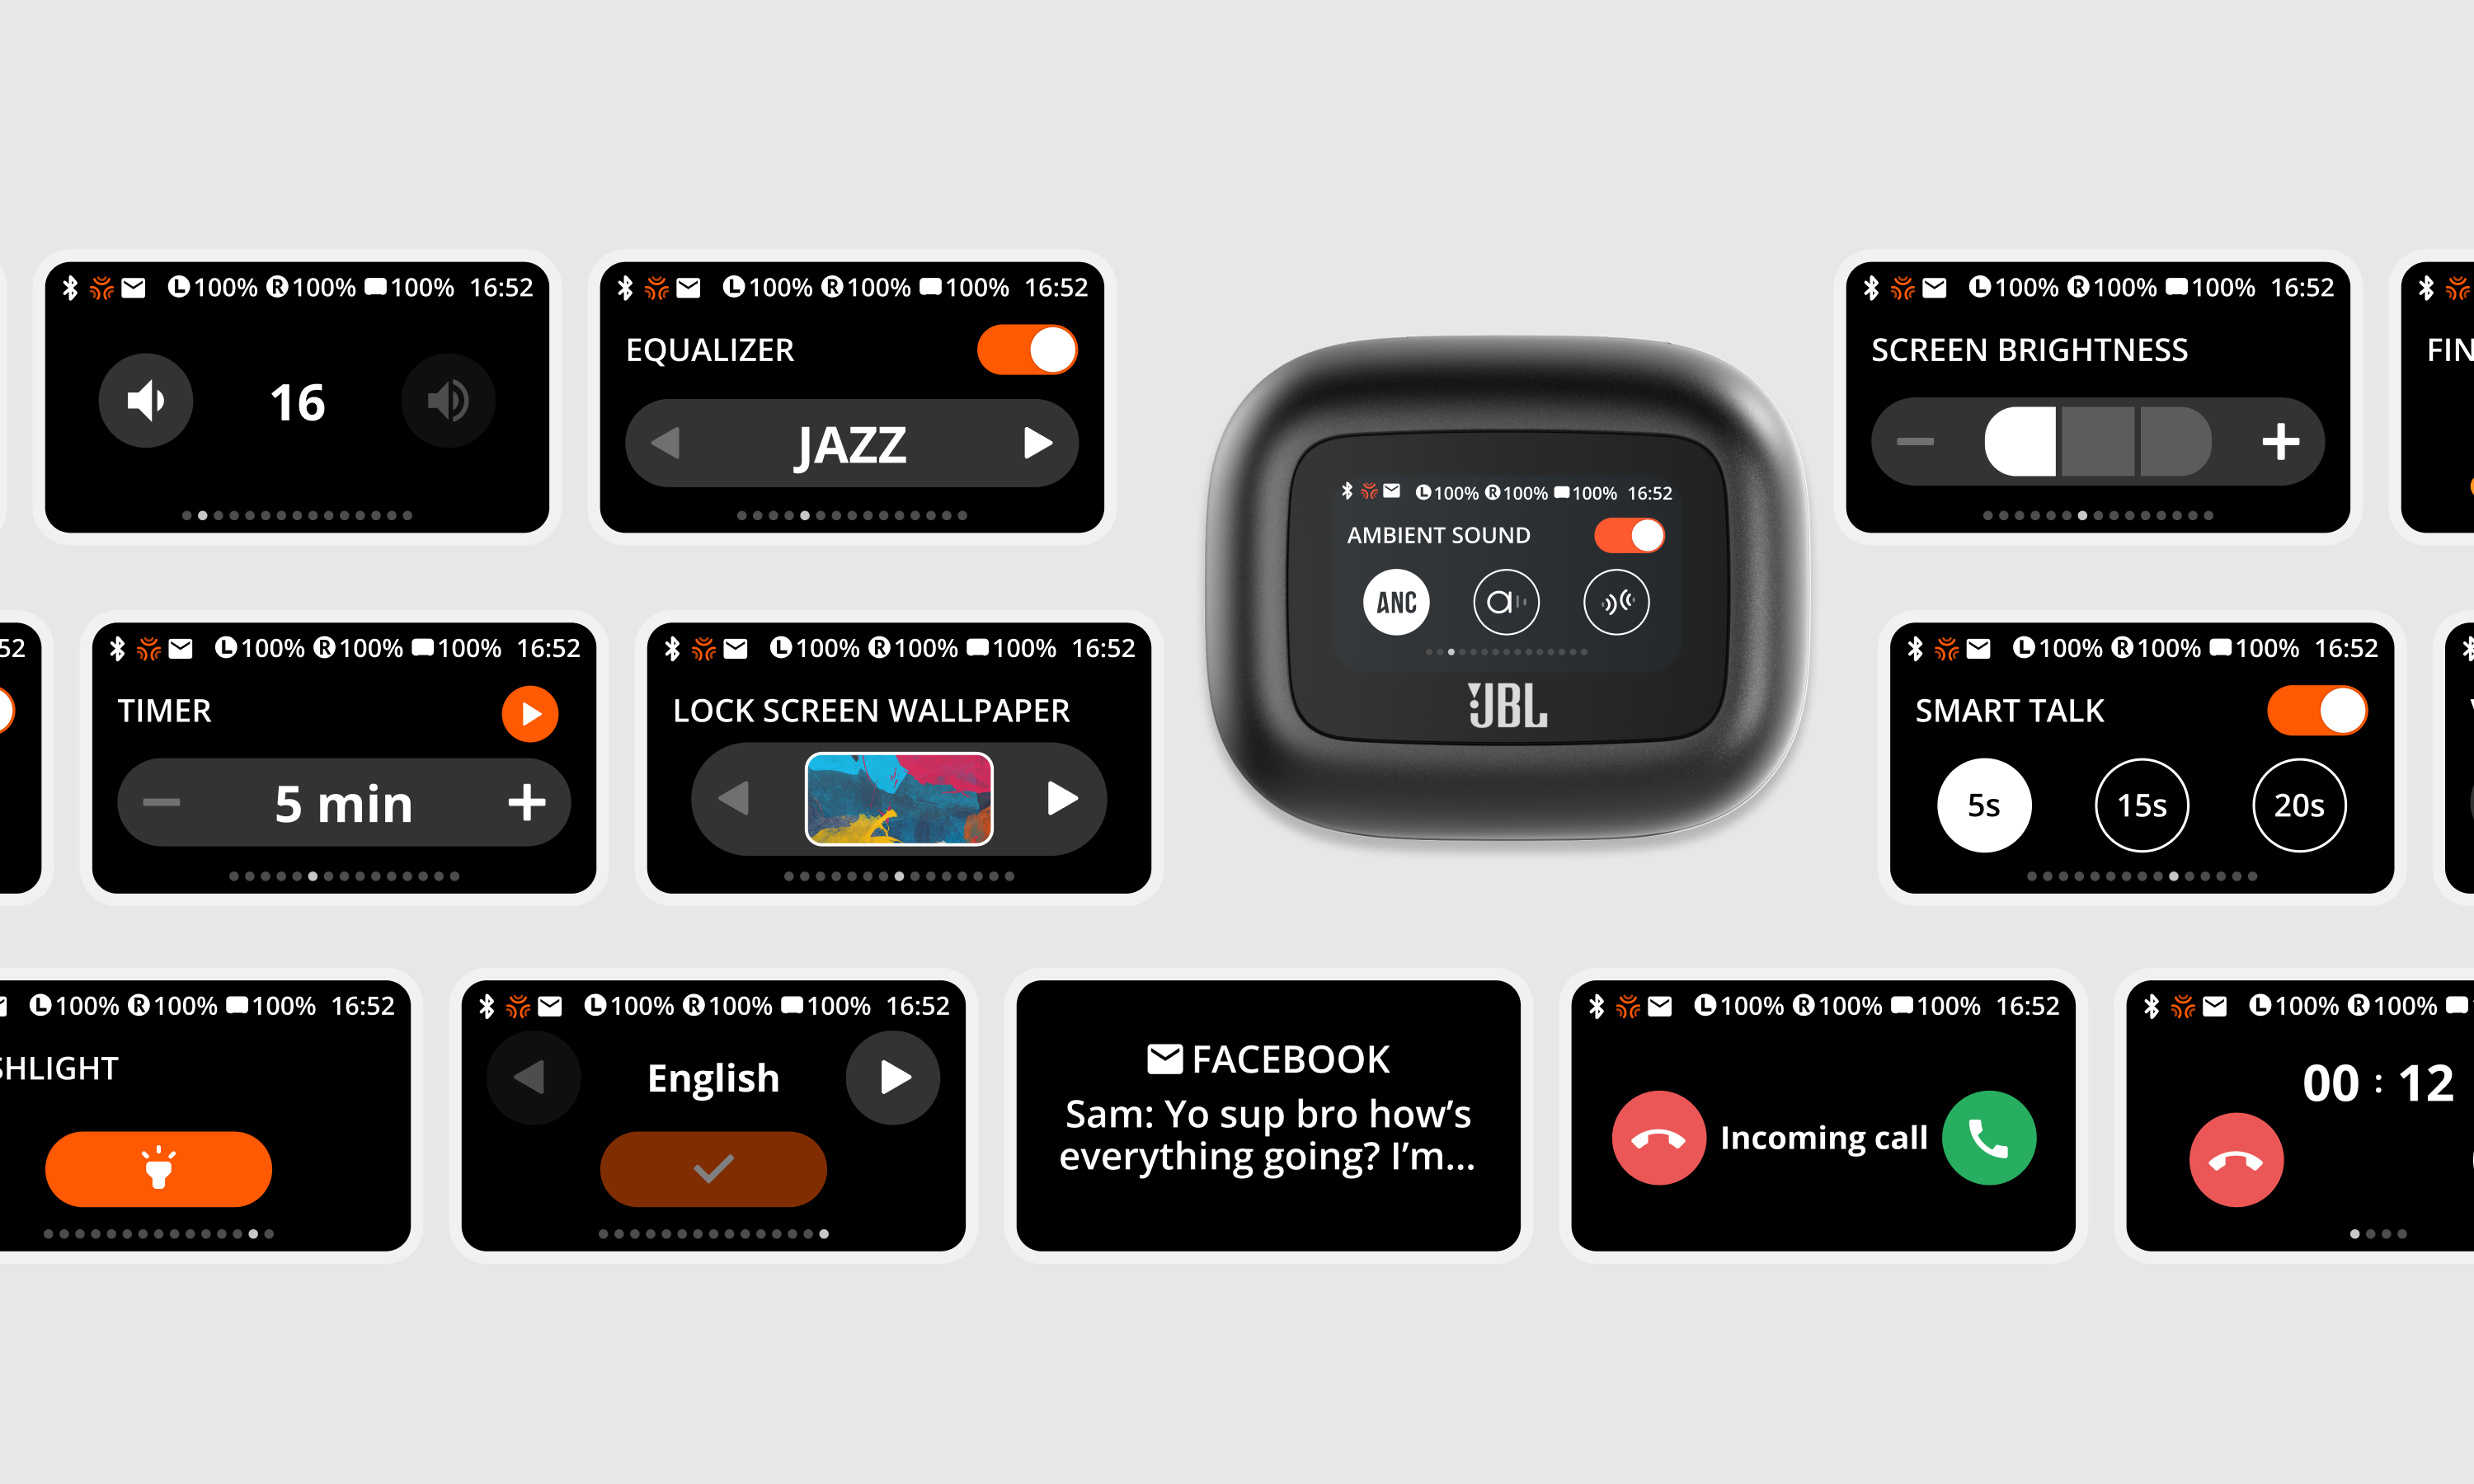 L 100% R 100% 100% 16:52
16
L 100% R 100% 100% 16:52
EQUALIZER
JAZZ
L 100% R 100% 100% 16:52
AMBIENT SOUND
ANC
JBL
L 100% R 100% 100% 16:52
SCREEN BRIGHTNESS
FIN
52
L 100% R 100% 100% 16:52
TIMER
5 min
L 100% R 100% 100% 16:52
LOCK SCREEN WALLPAPER
L 100% R 100% 100% 16:52
SMART TALK
5s 15s 20s
L 100% R 100% 100% 16:52
SHLIGHT
L 100% R 100% 100% 16:52
English
FACEBOOK
Sam: Yo sup bro how’s
everything going? I’m...
L 100% R 100% 100% 16:52
Incoming call
L 100% R 100%
00 : 12